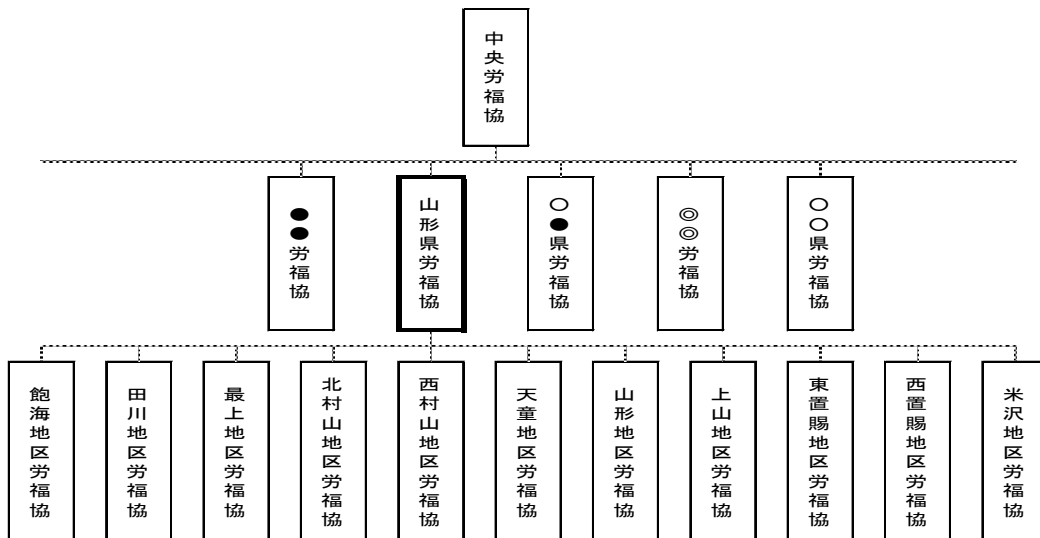 中央労福協
●●労福協
山形県労福協
○●県労福協
◎◎労福協
○○県労福協
飽海地区労福協
田川地区労福協
最上地区労福協
北村山地区労福協
西村山地区労福協
天童地区労福協
山形地区労福協
上山地区労福協
東置賜地区労福協
西置賜地区労福協
米沢地区労福協